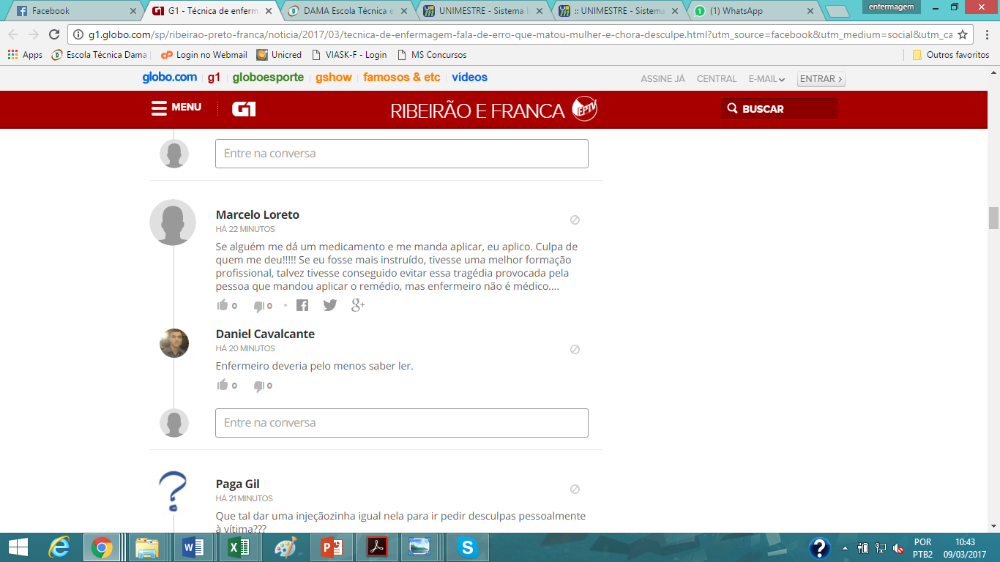 Facebook
G1 - Técnica de enferm
DAMA Escola Técnica e
UNIMESTRE - Sistema I
:: UNIMESTRE - Sistema
(1) WhatsApp
enfermagem
g1.globo.com/sp/ribeirao-preto-franca/noticia/2017/03/tecnica-de-enfermagem-fala-de-erro-que-matou-mulher-e-chora-desculpe.html?utm_source=facebook&utm_medium=social&utm_ca
Apps
Escola Técnica Dama |
cP Login no Webmail
Unicred
VIASK-F - Login
MS Concursos
Outros favoritos
globo.com
g1
globoesporte
gshow
famosos & etc
vídeos
ASSINE JÁ
CENTRAL
E-MAIL
ENTRAR ›
MENU
G1
RIBEIRÃO E FRANCA
EPTV
BUSCAR
Entre na conversa
Marcelo Loreto
HÁ 22 MINUTOS
Se alguém me dá um medicamento e me manda aplicar, eu aplico. Culpa de
quem me deu!!!!! Se eu fosse mais instruído, tivesse uma melhor formação
profissional, talvez tivesse conseguido evitar essa tragédia provocada pela
pessoa que mandou aplicar o remédio, mas enfermeiro não é médico....
0 0 g+
Daniel Cavalcante
HÁ 20 MINUTOS
Enfermeiro deveria pelo menos saber ler.
0 0
Entre na conversa
?
Paga Gil
HÁ 21 MINUTOS
Que tal dar uma injeçãozinha igual nela para ir pedir desculpas pessoalmente
à vítima???
POR
PTB2
10:43
09/03/2017